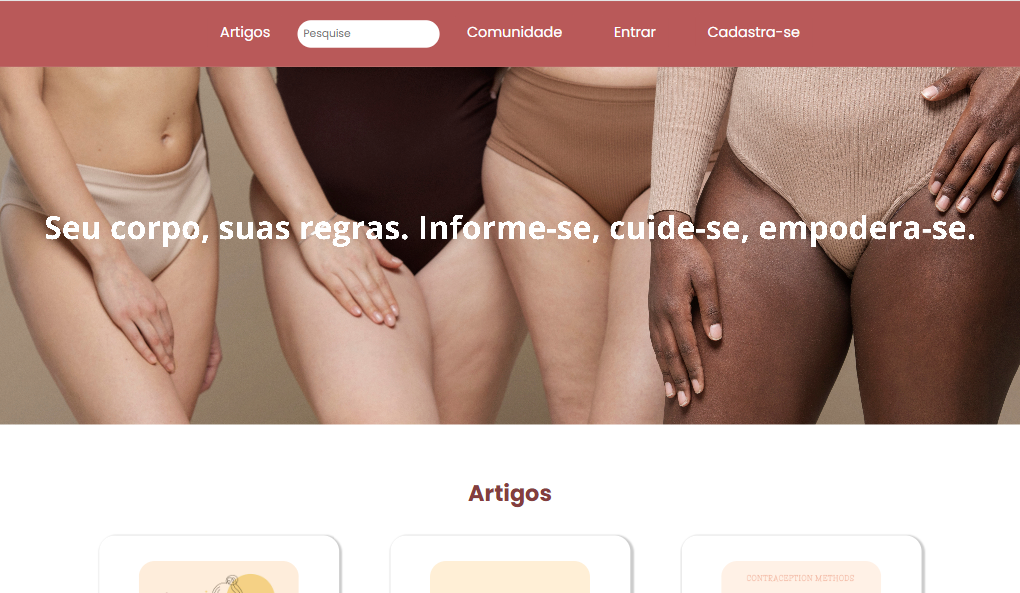 Artigos Pesquise Comunidade Entrar Cadastra-se
Seu corpo, suas regras. Informe-se, cuide-se, empodera-se.
Artigos
CONTRACEPTION METHODS